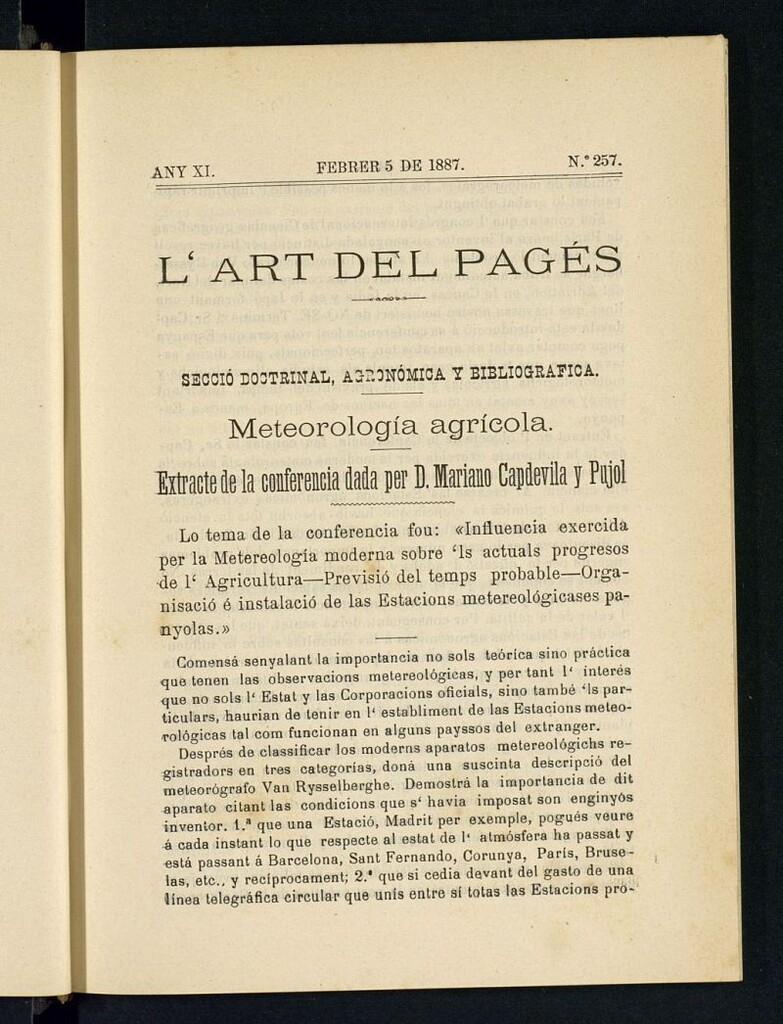 ANY XI. FEBRER 5 DE 1887. N.º 257.
L‘ ART DEL PAGÉS
SECCIÓ DOCTRINAL, AGRONÓMICA Y BIBLIOGRAFICA.
Meteorología agrícola.
Extracte de la conferencia dada per D. Mariano Capdevila y Pujol
Lo tema de la conferencia fou: «Influencia exercida
per la Metereología moderna sobre ‘ls actuals progresos
de l‘ Agricultura—Previsió del temps probable—Orga-
nisació é instalació de las Estacions metereológicases pa-
nyolas.»
Comensá senyalant la importancia no sols teórica sino práctica
que tenen las observacions metereológicas, y per tant l‘ interés
que no sols l‘ Estat y las Corporacions oficials, sino també ‘ls par-
ticulars, haurian de tenir en l‘ establiment de las Estacions meteo-
rológicas tal com funcionan en alguns payssos del extranger.
Després de classificar los moderns aparatos metereológichs re-
gistradors en tres categorías, doná una suscinta descripció del
meteorógrafo Van Rysselberghe. Demostrá la importancia de dit
aparato citant las condicions que s‘ havia imposat son enginyós
inventor. 1.ª que una Estació, Madrit per exemple, pogués veure
á cada instant lo que respecte al estat de l‘ atmósfera ha passat y
está passant á Barcelona, Sant Fernando, Corunya, París, Bruse-
las, etc., y recíprocament; 2.ª que si cedia devant del gasto de una
línea telegráfica circular que unís entre sí totas las Estacions pro-